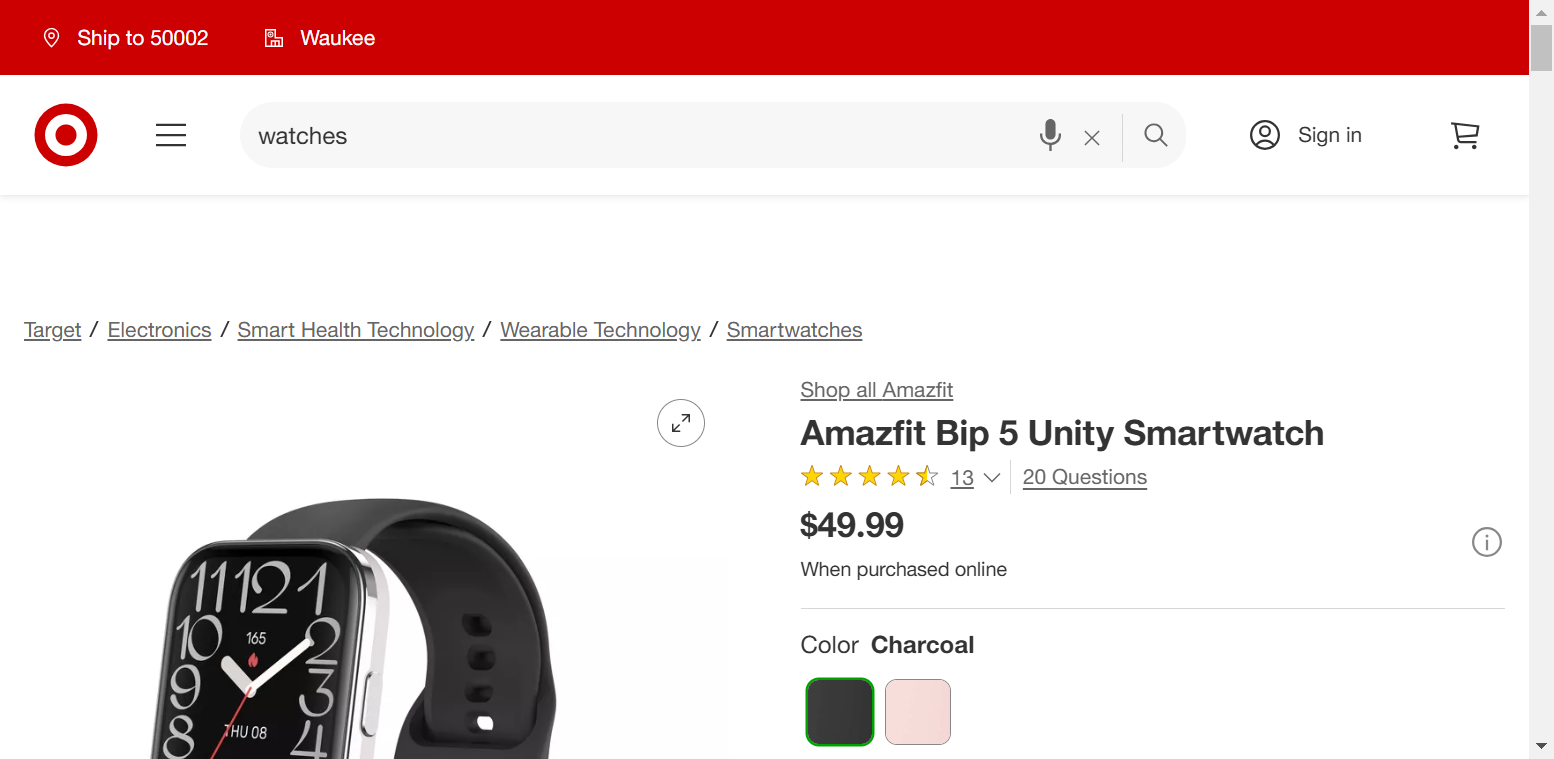 Ship to 50002
Waukee
watches
Sign in
Target / Electronics / Smart Health Technology / Wearable Technology / Smartwatches
Shop all Amazfit
Amazfit Bip 5 Unity Smartwatch
13
20 Questions
$49.99
When purchased online
Color Charcoal
11 12 1
10 2
165
9 3
THU 08
8 4